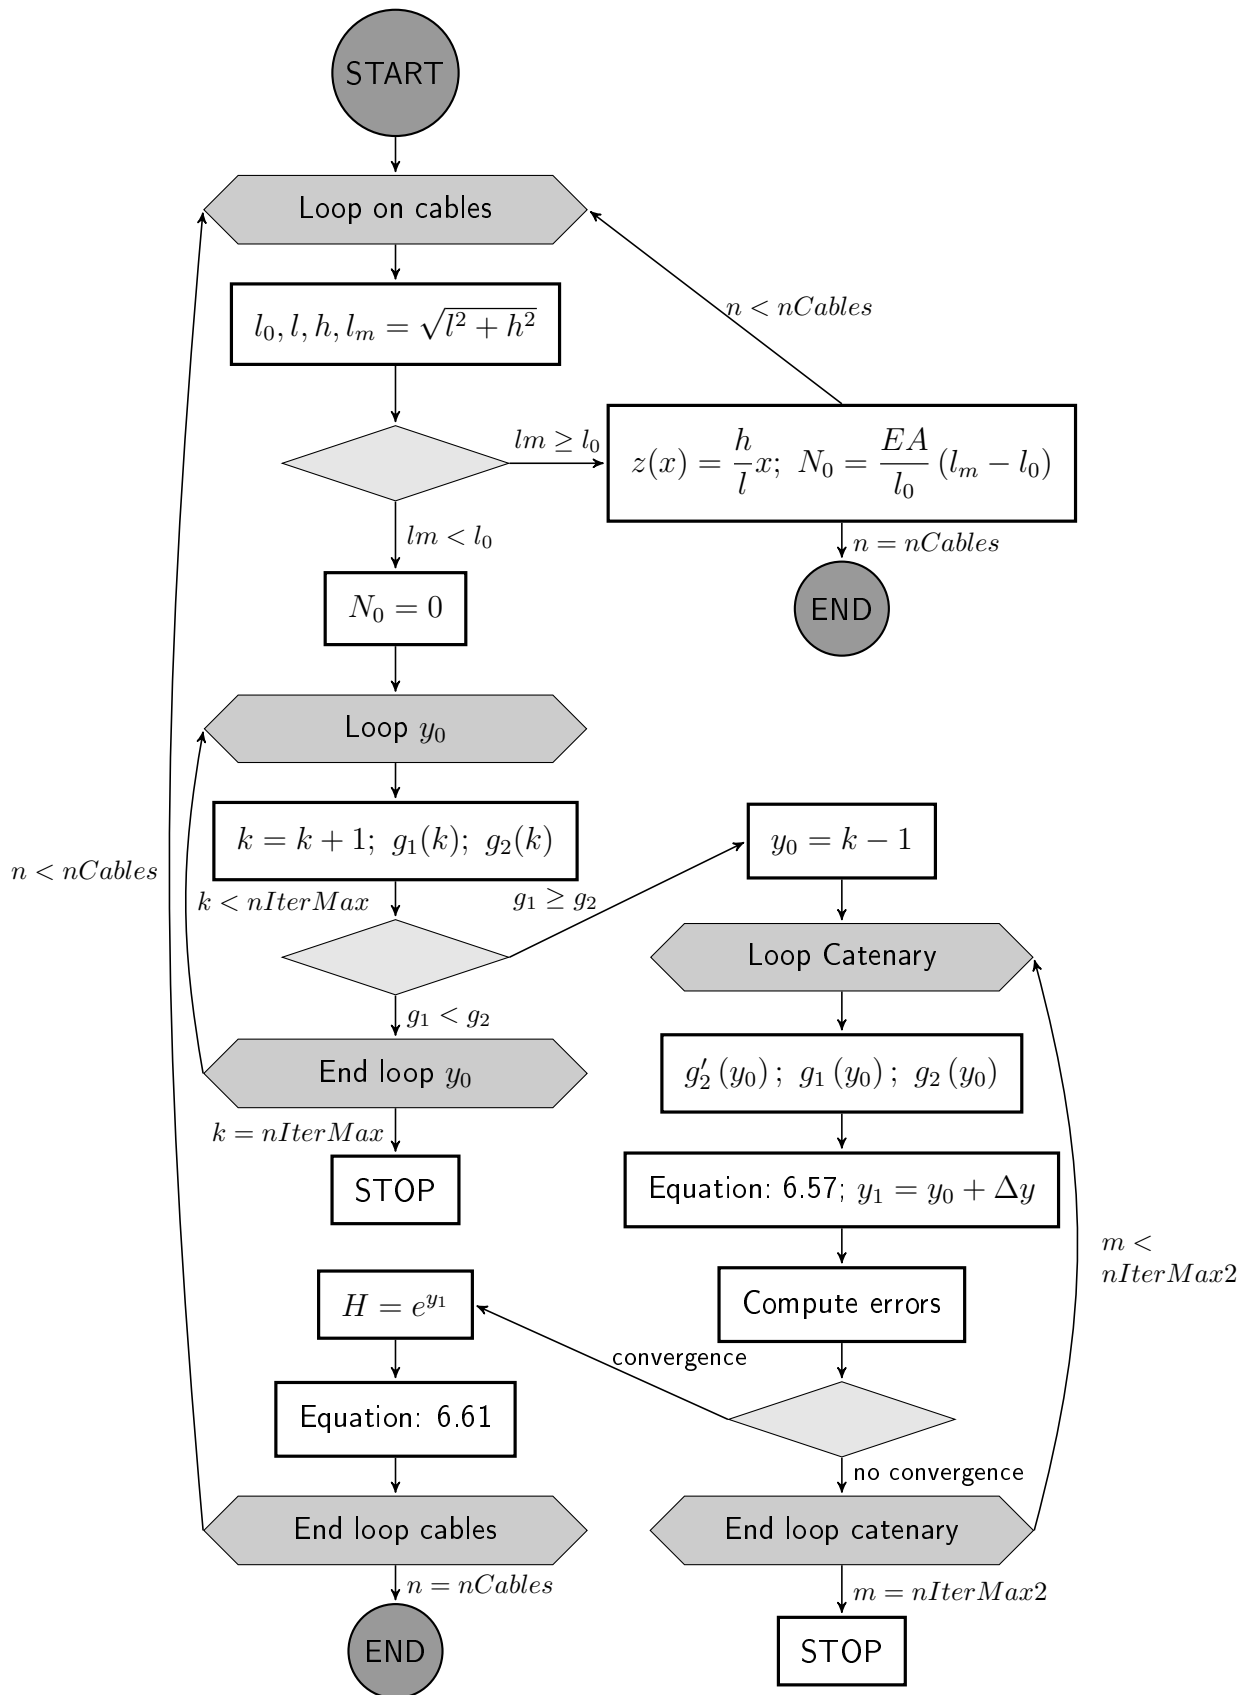 START
Loop on cables
l_0, l, h, l_m = \sqrt{l^2 + h^2}
n < nCables
lm ≥ l_0
z(x) = \frac{h}{l}x; N_0 = \frac{EA}{l_0} (l_m − l_0)
lm < l_0
n = nCables
END
N_0 = 0
Loop y_0
k = k + 1; g_1(k); g_2(k)
y_0 = k − 1
n < nCables
k < nIterMax
g_1 ≥ g_2
Loop Catenary
g_1 < g_2
End loop y_0
g_2′ (y_0) ; g_1 (y_0) ; g_2 (y_0)
k = nIterMax
STOP
Equation: 6.57; y_1 = y_0 + Δy
m <
nIterMax2
H = e^{y_1}
Compute errors
convergence
Equation: 6.61
no convergence
End loop cables
End loop catenary
n = nCables
m = nIterMax2
END
STOP